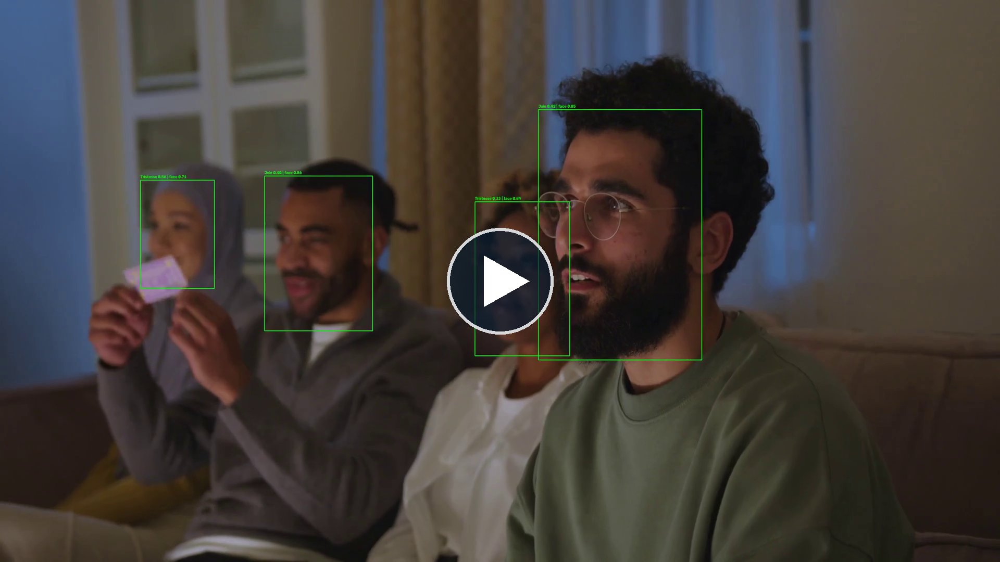 Joie 0.42 | face 0.85
Joie 0.40 | face 0.86
Tristesse 0.56 | face 0.71
Tristesse 0.33 | face 0.84